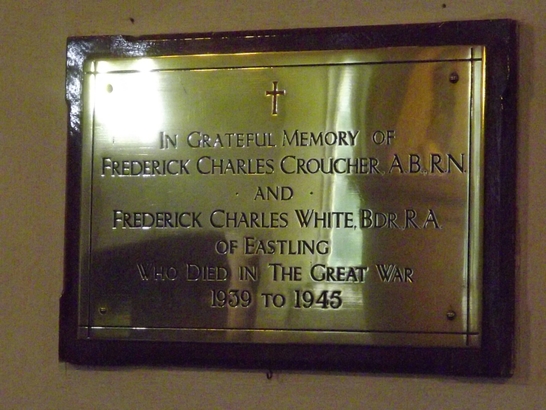 IN GRATEFUL MEMORY OF
FREDERICK CHARLES CROUCHER, A.B., R.N.
· AND ·
FREDERICK CHARLES WHITE, BDR, R.A.
OF EASTLING
WHO DIED IN THE GREAT WAR
1939 TO 1945